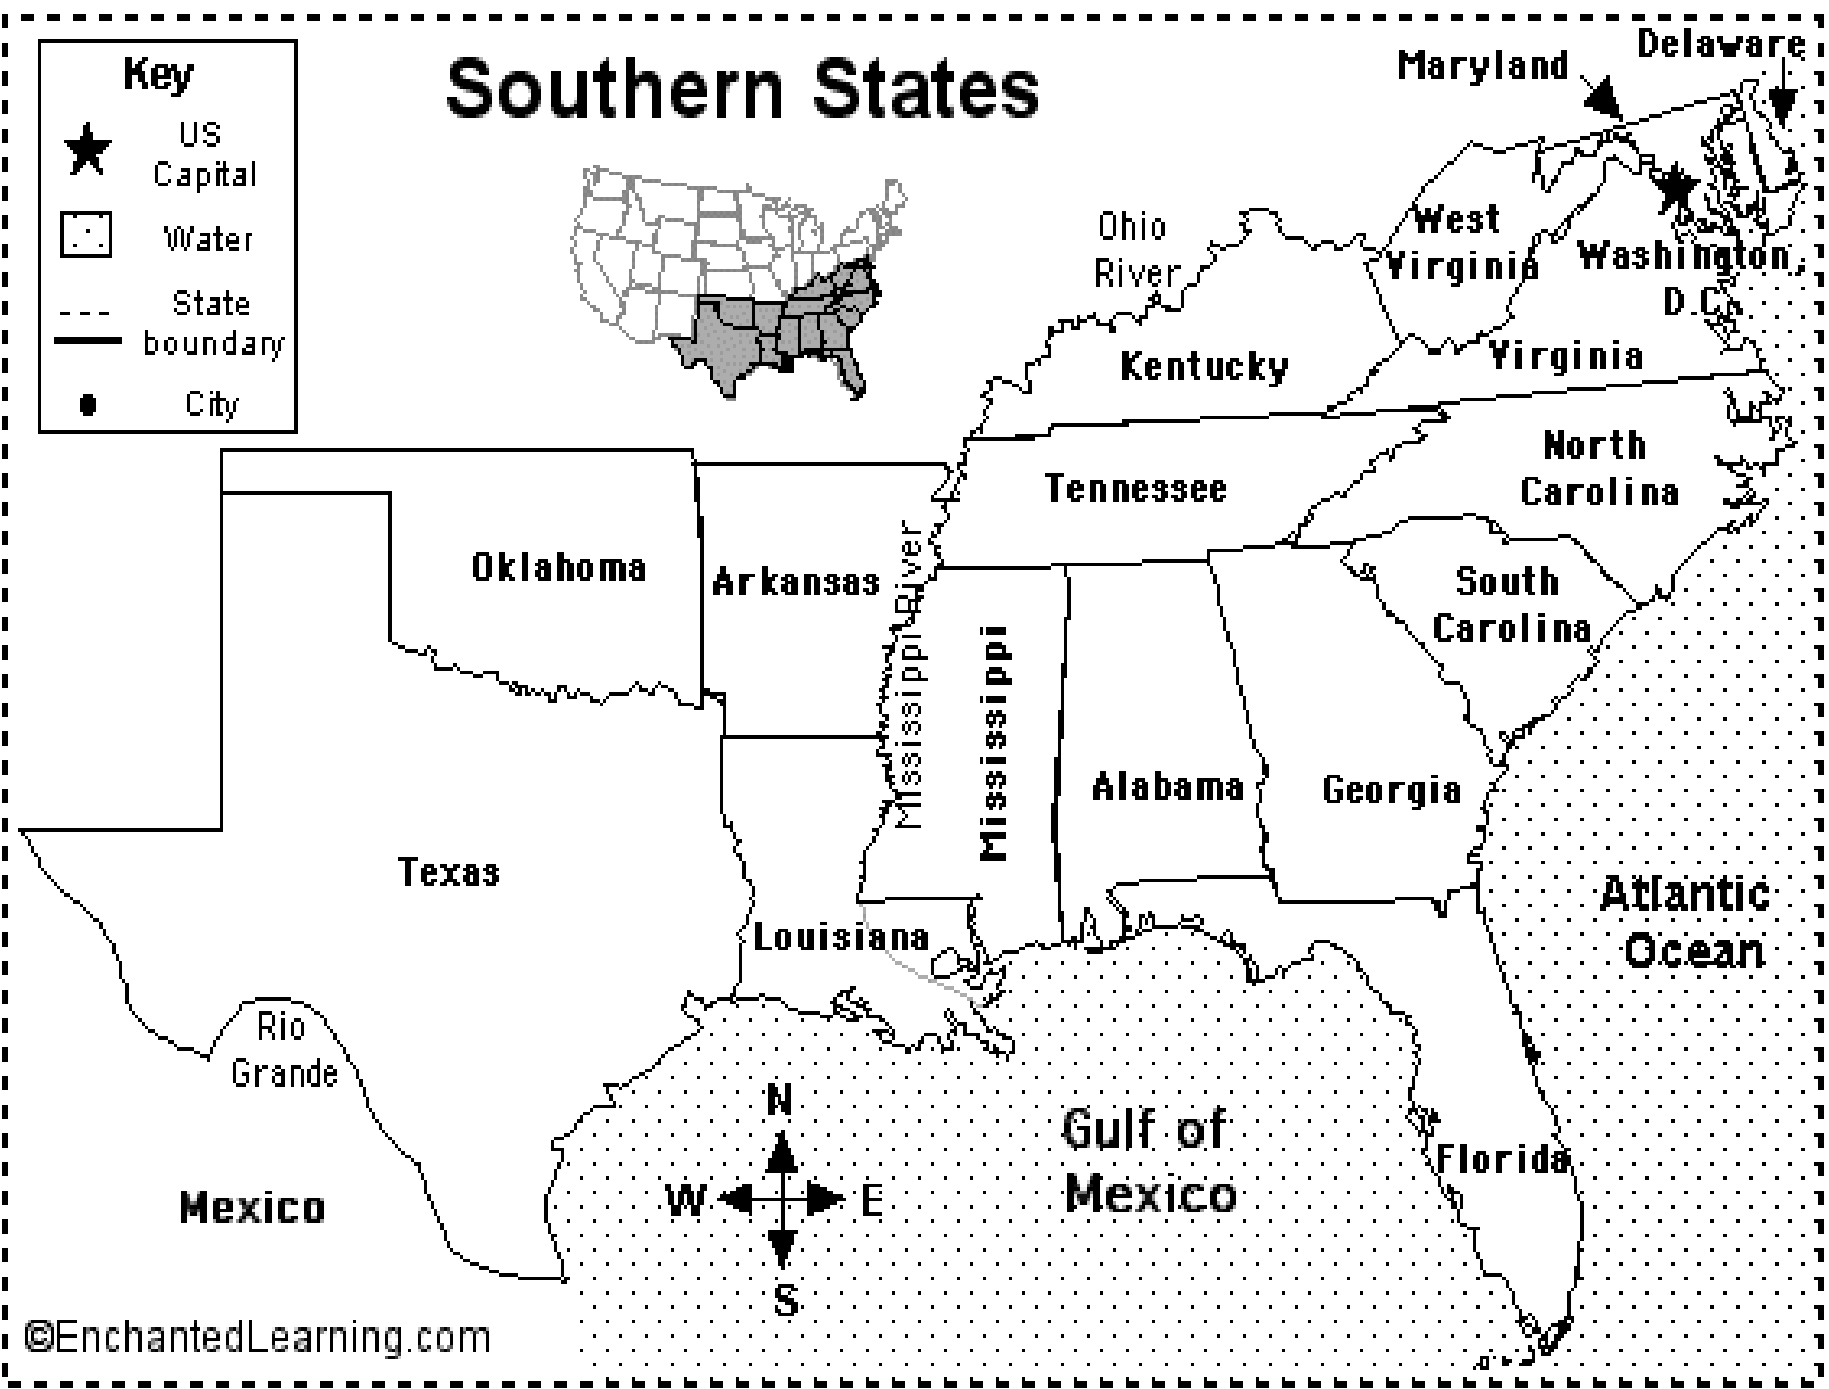 Key
US
Capital
Water
State
boundary
City
Southern States
Maryland
Delaware
Ohio
River
West
Virginia
Washington,
D.C.
Kentucky
Virginia
North
Carolina
Tennessee
Oklahoma
Arkansas
Mississippi River
Mississippi
South
Carolina
Alabama
Georgia
Texas
Louisiana
Atlantic
Ocean
Rio
Grande
Gulf of
Mexico
Florida
Mexico
N
W
E
S
©EnchantedLearning.com